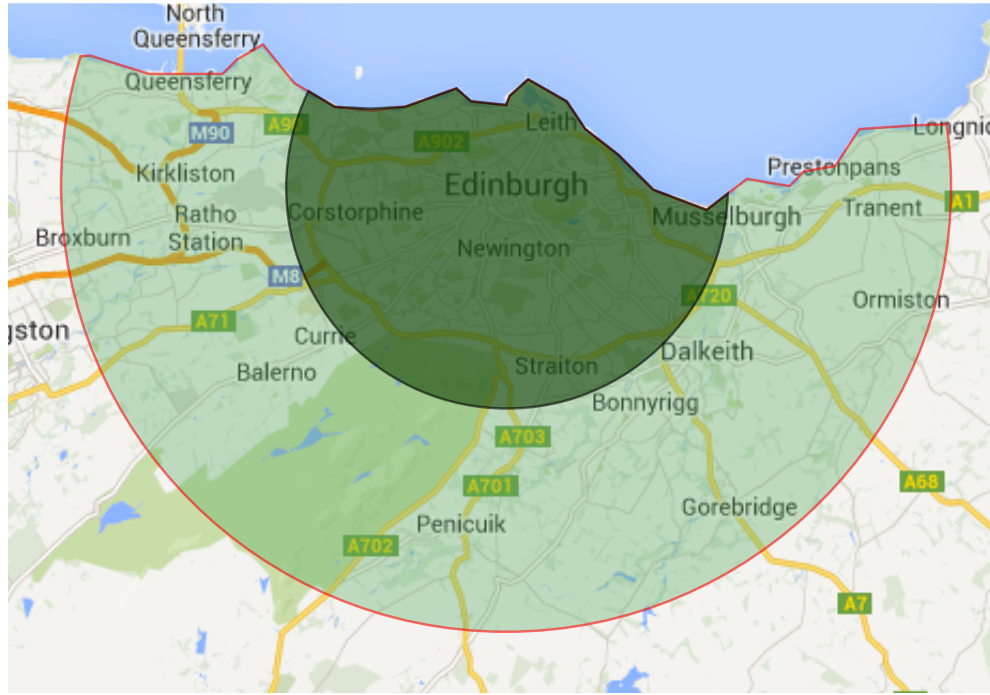 North
Queensferry
Queensferry
M90
A90
A902
Leith
Longnic
Kirkliston
Edinburgh
Prestonpans
Ratho
Station
Corstorphine
Musselburgh
Tranent
A1
Broxburn
Newington
M8
A720
Ormiston
gston
A71
Currie
Straiton
Dalkeith
Balerno
Bonnyrigg
A703
A701
A68
Gorebridge
Penicuik
A702
A7